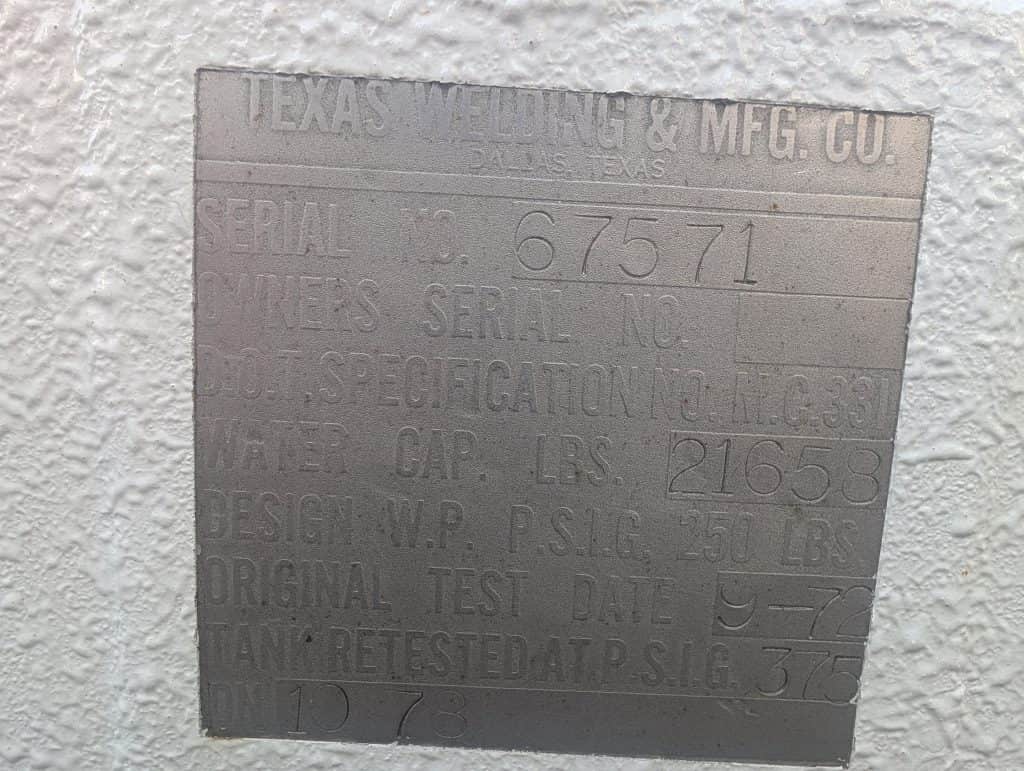 TEXAS WELDING & MFG. CO.
DALLAS, TEXAS
SERIAL NO. 67571
OWNERS SERIAL NO.
D.O.T. SPECIFICATION NO. M.C.331
WATER CAP. LBS. 21658
DESIGN W.P. P.S.I.G. 250 LBS
ORIGINAL TEST DATE 9-72
TANK RETESTED AT P.S.I.G. 375
ON 10 78